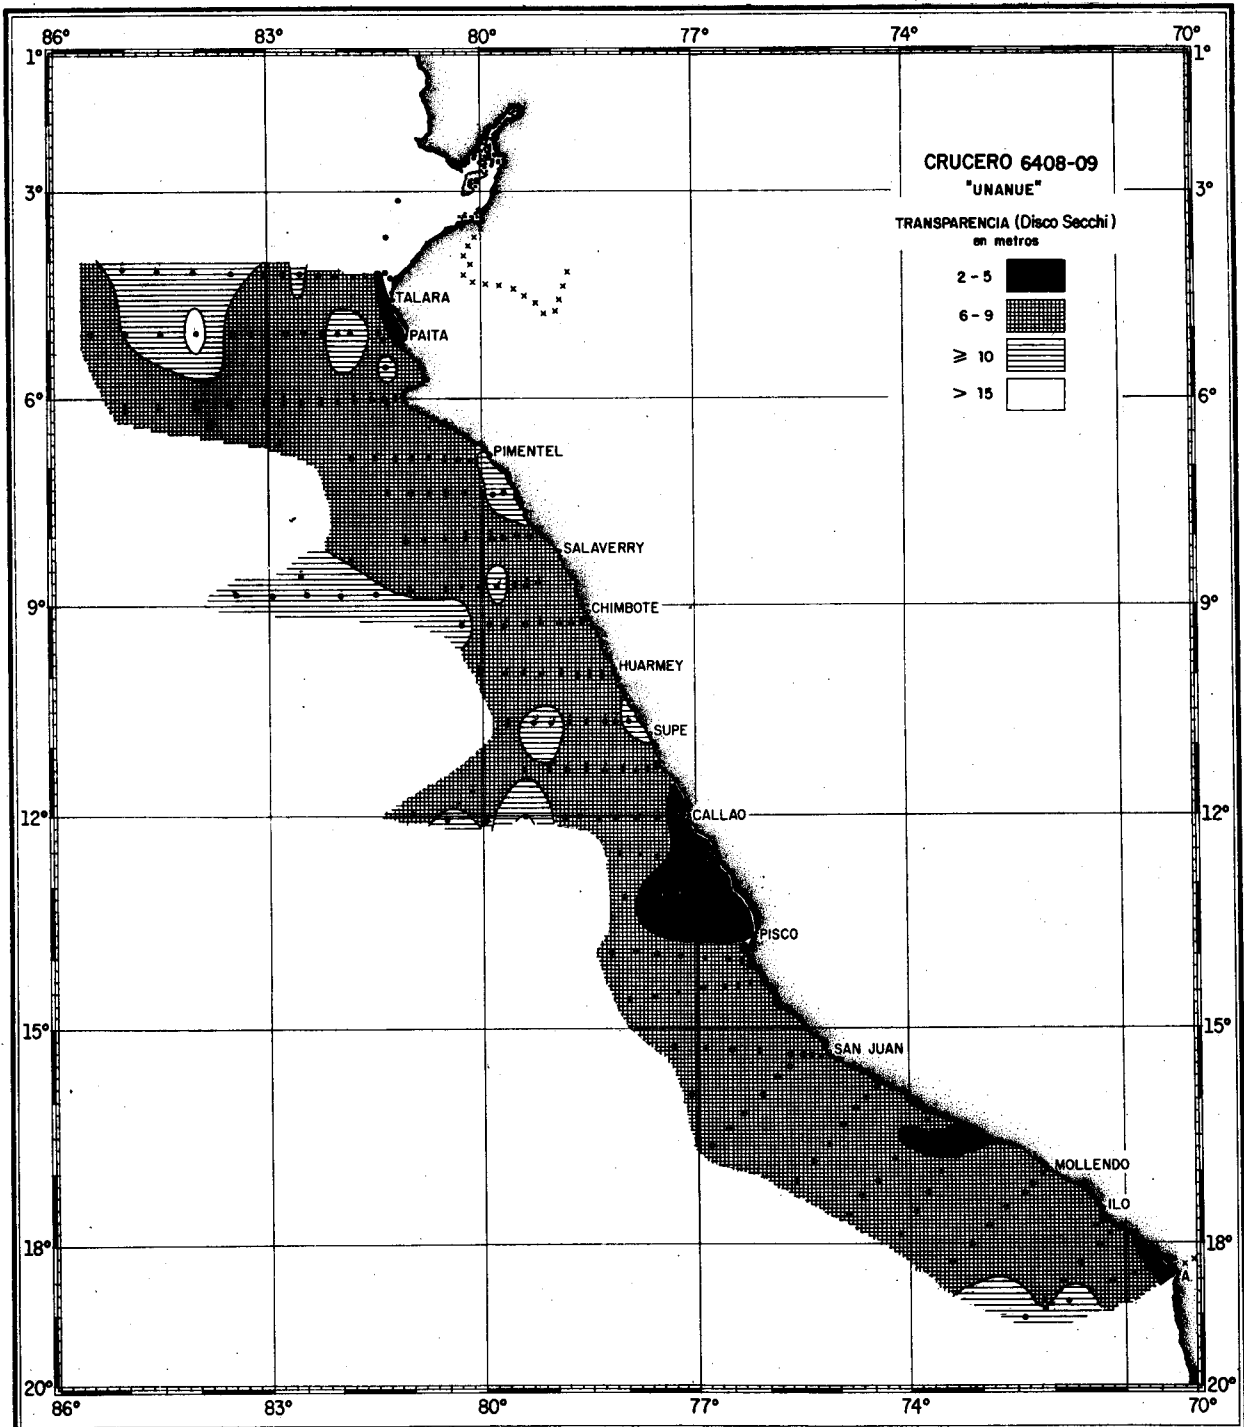 86° 83° 80° 77° 74° 70°
1° 1°
CRUCERO 6408-09
3° "UNANUE" 3°
TRANSPARENCIA (Disco Secchi)
en metros
2-5
TALARA
6-9
PAITA
≥ 10
> 15
6° 6°
PIMENTEL
SALAVERRY
9° CHIMBOTE 9°
HUARMEY
SUPE
12° CALLAO 12°
PISCO
15° 15°
SAN JUAN
MOLLENDO
ILO
18° 18°
A.
20° 20°
86° 83° 80° 77° 74° 70°